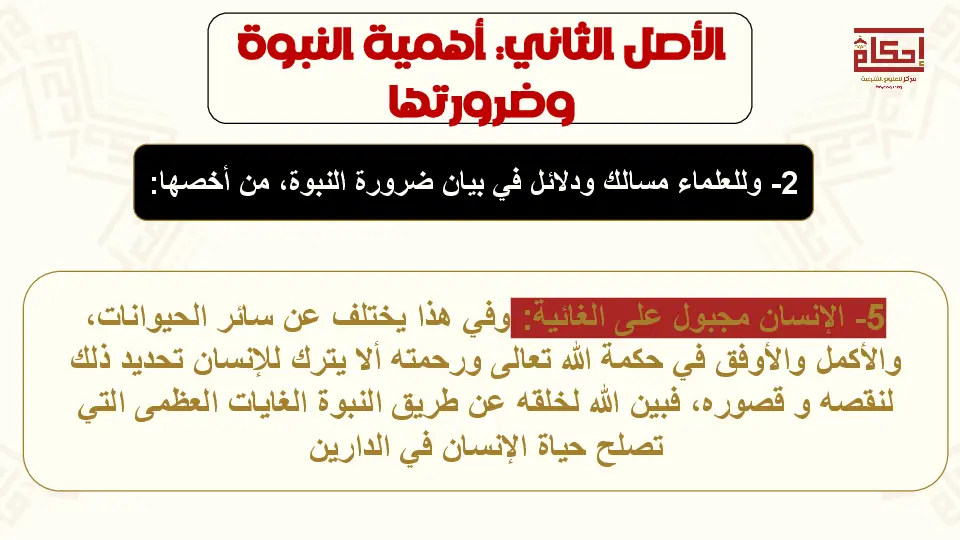 الأصل الثاني: أهمية النبوة
وضرورتها
إحكام
مركز للعلوم الشرعية
2- وللعلماء مسالك ودلائل في بيان ضرورة النبوة، من أخصها:
5- الإنسان مجبول على الغائية: وفي هذا يختلف عن سائر الحيوانات،
والأكمل والأوفق في حكمة الله تعالى ورحمته ألا يترك للإنسان تحديد ذلك
لنقصه و قصوره، فبين الله لخلقه عن طريق النبوة الغايات العظمى التي
تصلح حياة الإنسان في الدارين